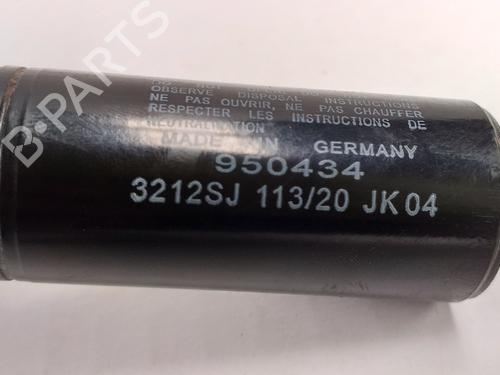 OBSERVE DISPOSAL INSTRUCTIONS
NE PAS OUVRIR, NE PAS CHAUFFER
RESPECTER LES INSTRUCTIONS DE
NEUTRALISATION
MADE IN GERMANY
950434
3212SJ 113/20 JK04
B-PARTS